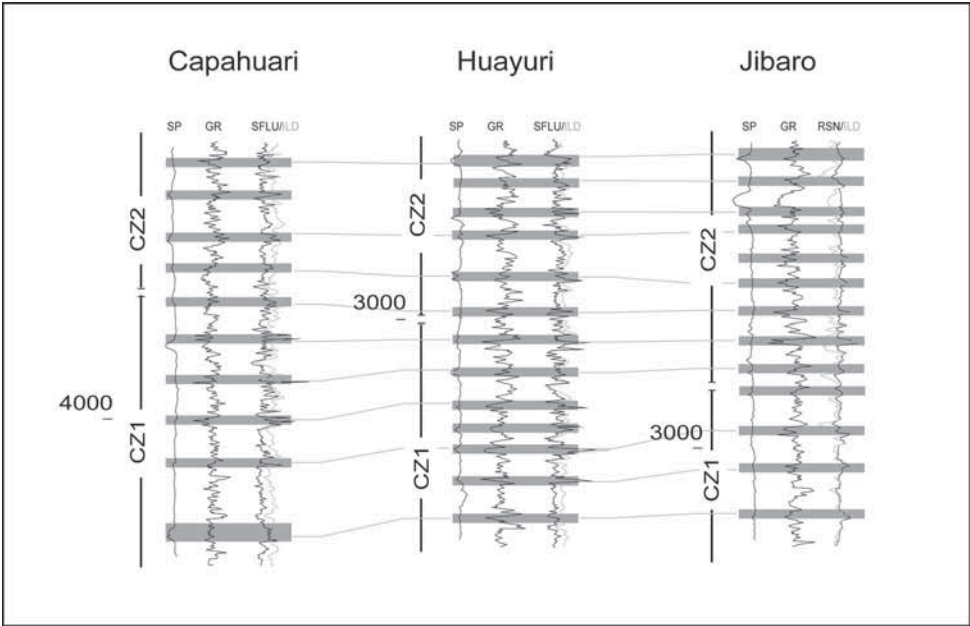 Capahuari Huayuri Jibaro
SP GR SFLU/ILD SP GR SFLU/ILD SP GR RSN/ILD
CZ2 CZ2 CZ2
3000
4000
3000
CZ1 CZ1 CZ1